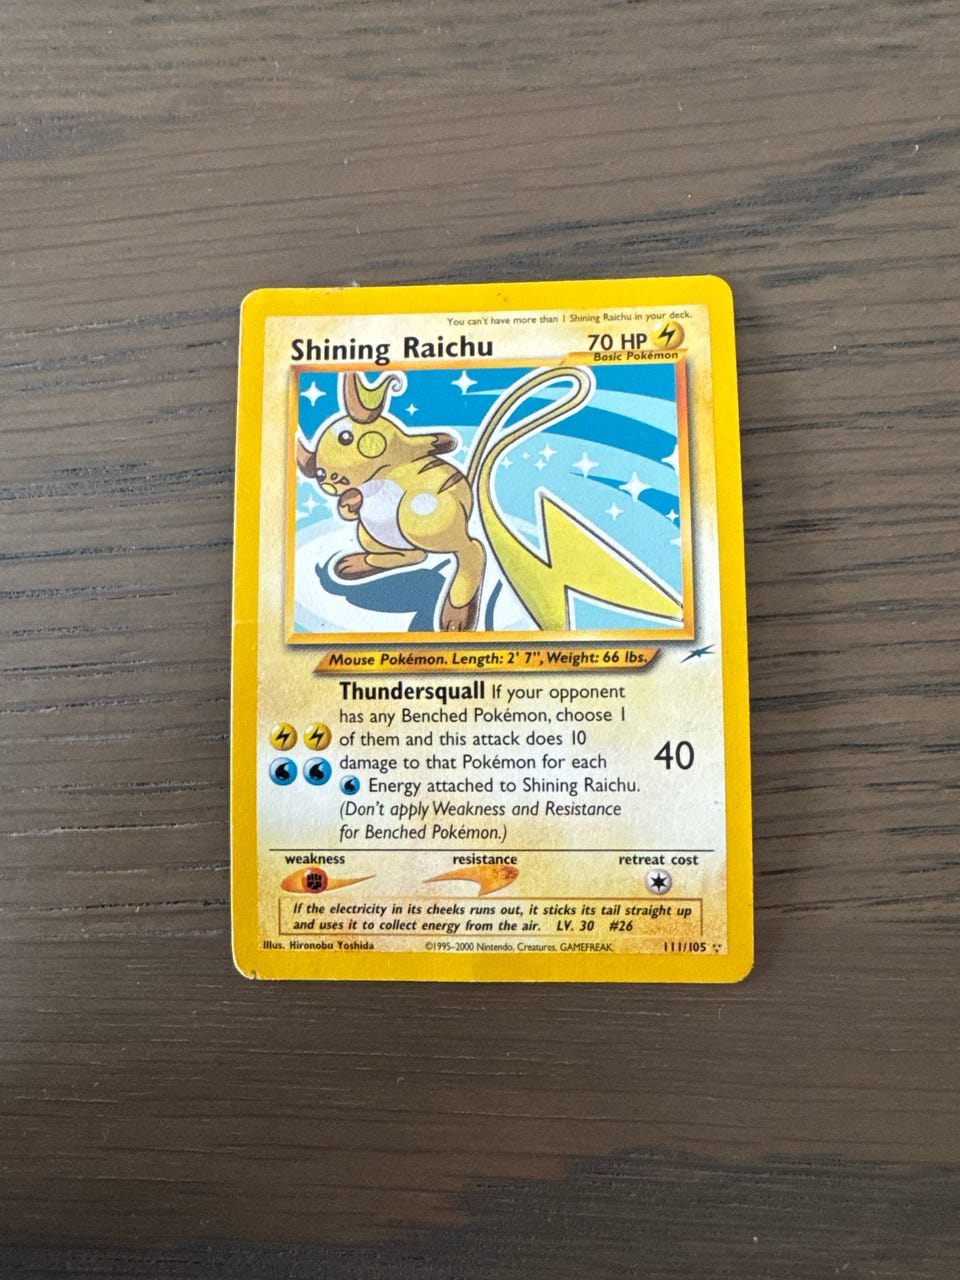 You can't have more than 1 Shining Raichu in your deck.
Shining Raichu
70 HP
Basic Pokémon
Mouse Pokémon. Length: 2' 7", Weight: 66 lbs.
Thundersquall If your opponent
has any Benched Pokémon, choose 1
of them and this attack does 10
damage to that Pokémon for each
Energy attached to Shining Raichu.
(Don't apply Weakness and Resistance
for Benched Pokémon.)
40
weakness
resistance
retreat cost
If the electricity in its cheeks runs out, it sticks its tail straight up
and uses it to collect energy from the air. LV. 30 #26
Illus. Hironobu Yoshida
©1995-2000 Nintendo, Creatures, GAMEFREAK.
111/105